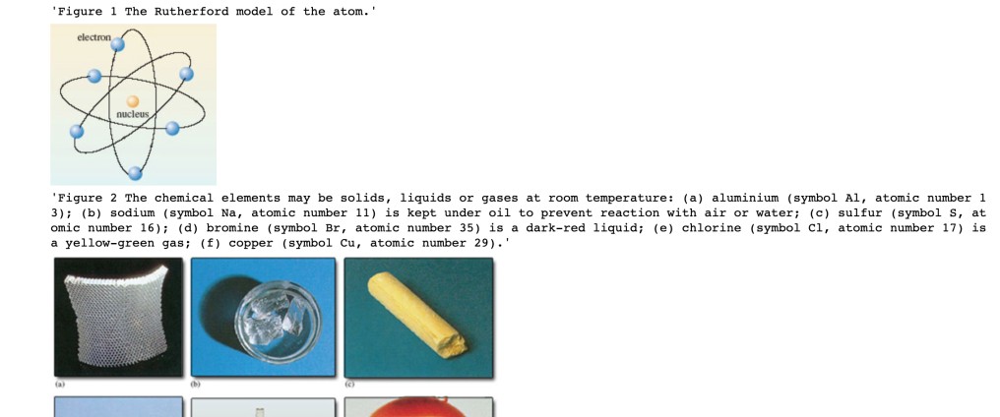 'Figure 1 The Rutherford model of the atom.'
electron
nucleus
'Figure 2 The chemical elements may be solids, liquids or gases at room temperature: (a) aluminium (symbol Al, atomic number 1
3); (b) sodium (symbol Na, atomic number 11) is kept under oil to prevent reaction with air or water; (c) sulfur (symbol S, at
omic number 16); (d) bromine (symbol Br, atomic number 35) is a dark-red liquid; (e) chlorine (symbol Cl, atomic number 17) is
a yellow-green gas; (f) copper (symbol Cu, atomic number 29).'
(a) (b) (c)